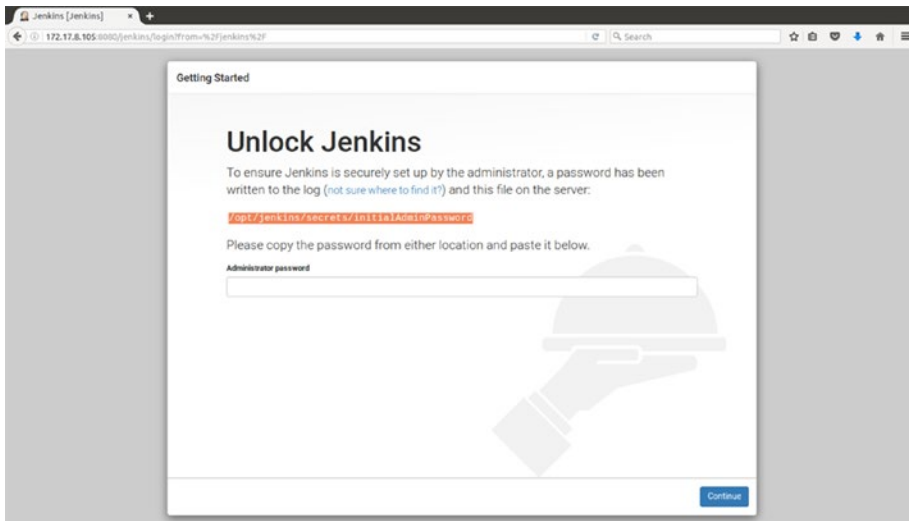 Jenkins [Jenkins]
172.17.8.105:8080/jenkins/login?from=%2Fjenkins%2F
Search
Getting Started
Unlock Jenkins
To ensure Jenkins is securely set up by the administrator, a password has been
written to the log (not sure where to find it?) and this file on the server:
/opt/jenkins/secrets/initialAdminPassword
Please copy the password from either location and paste it below.
Administrator password
Continue